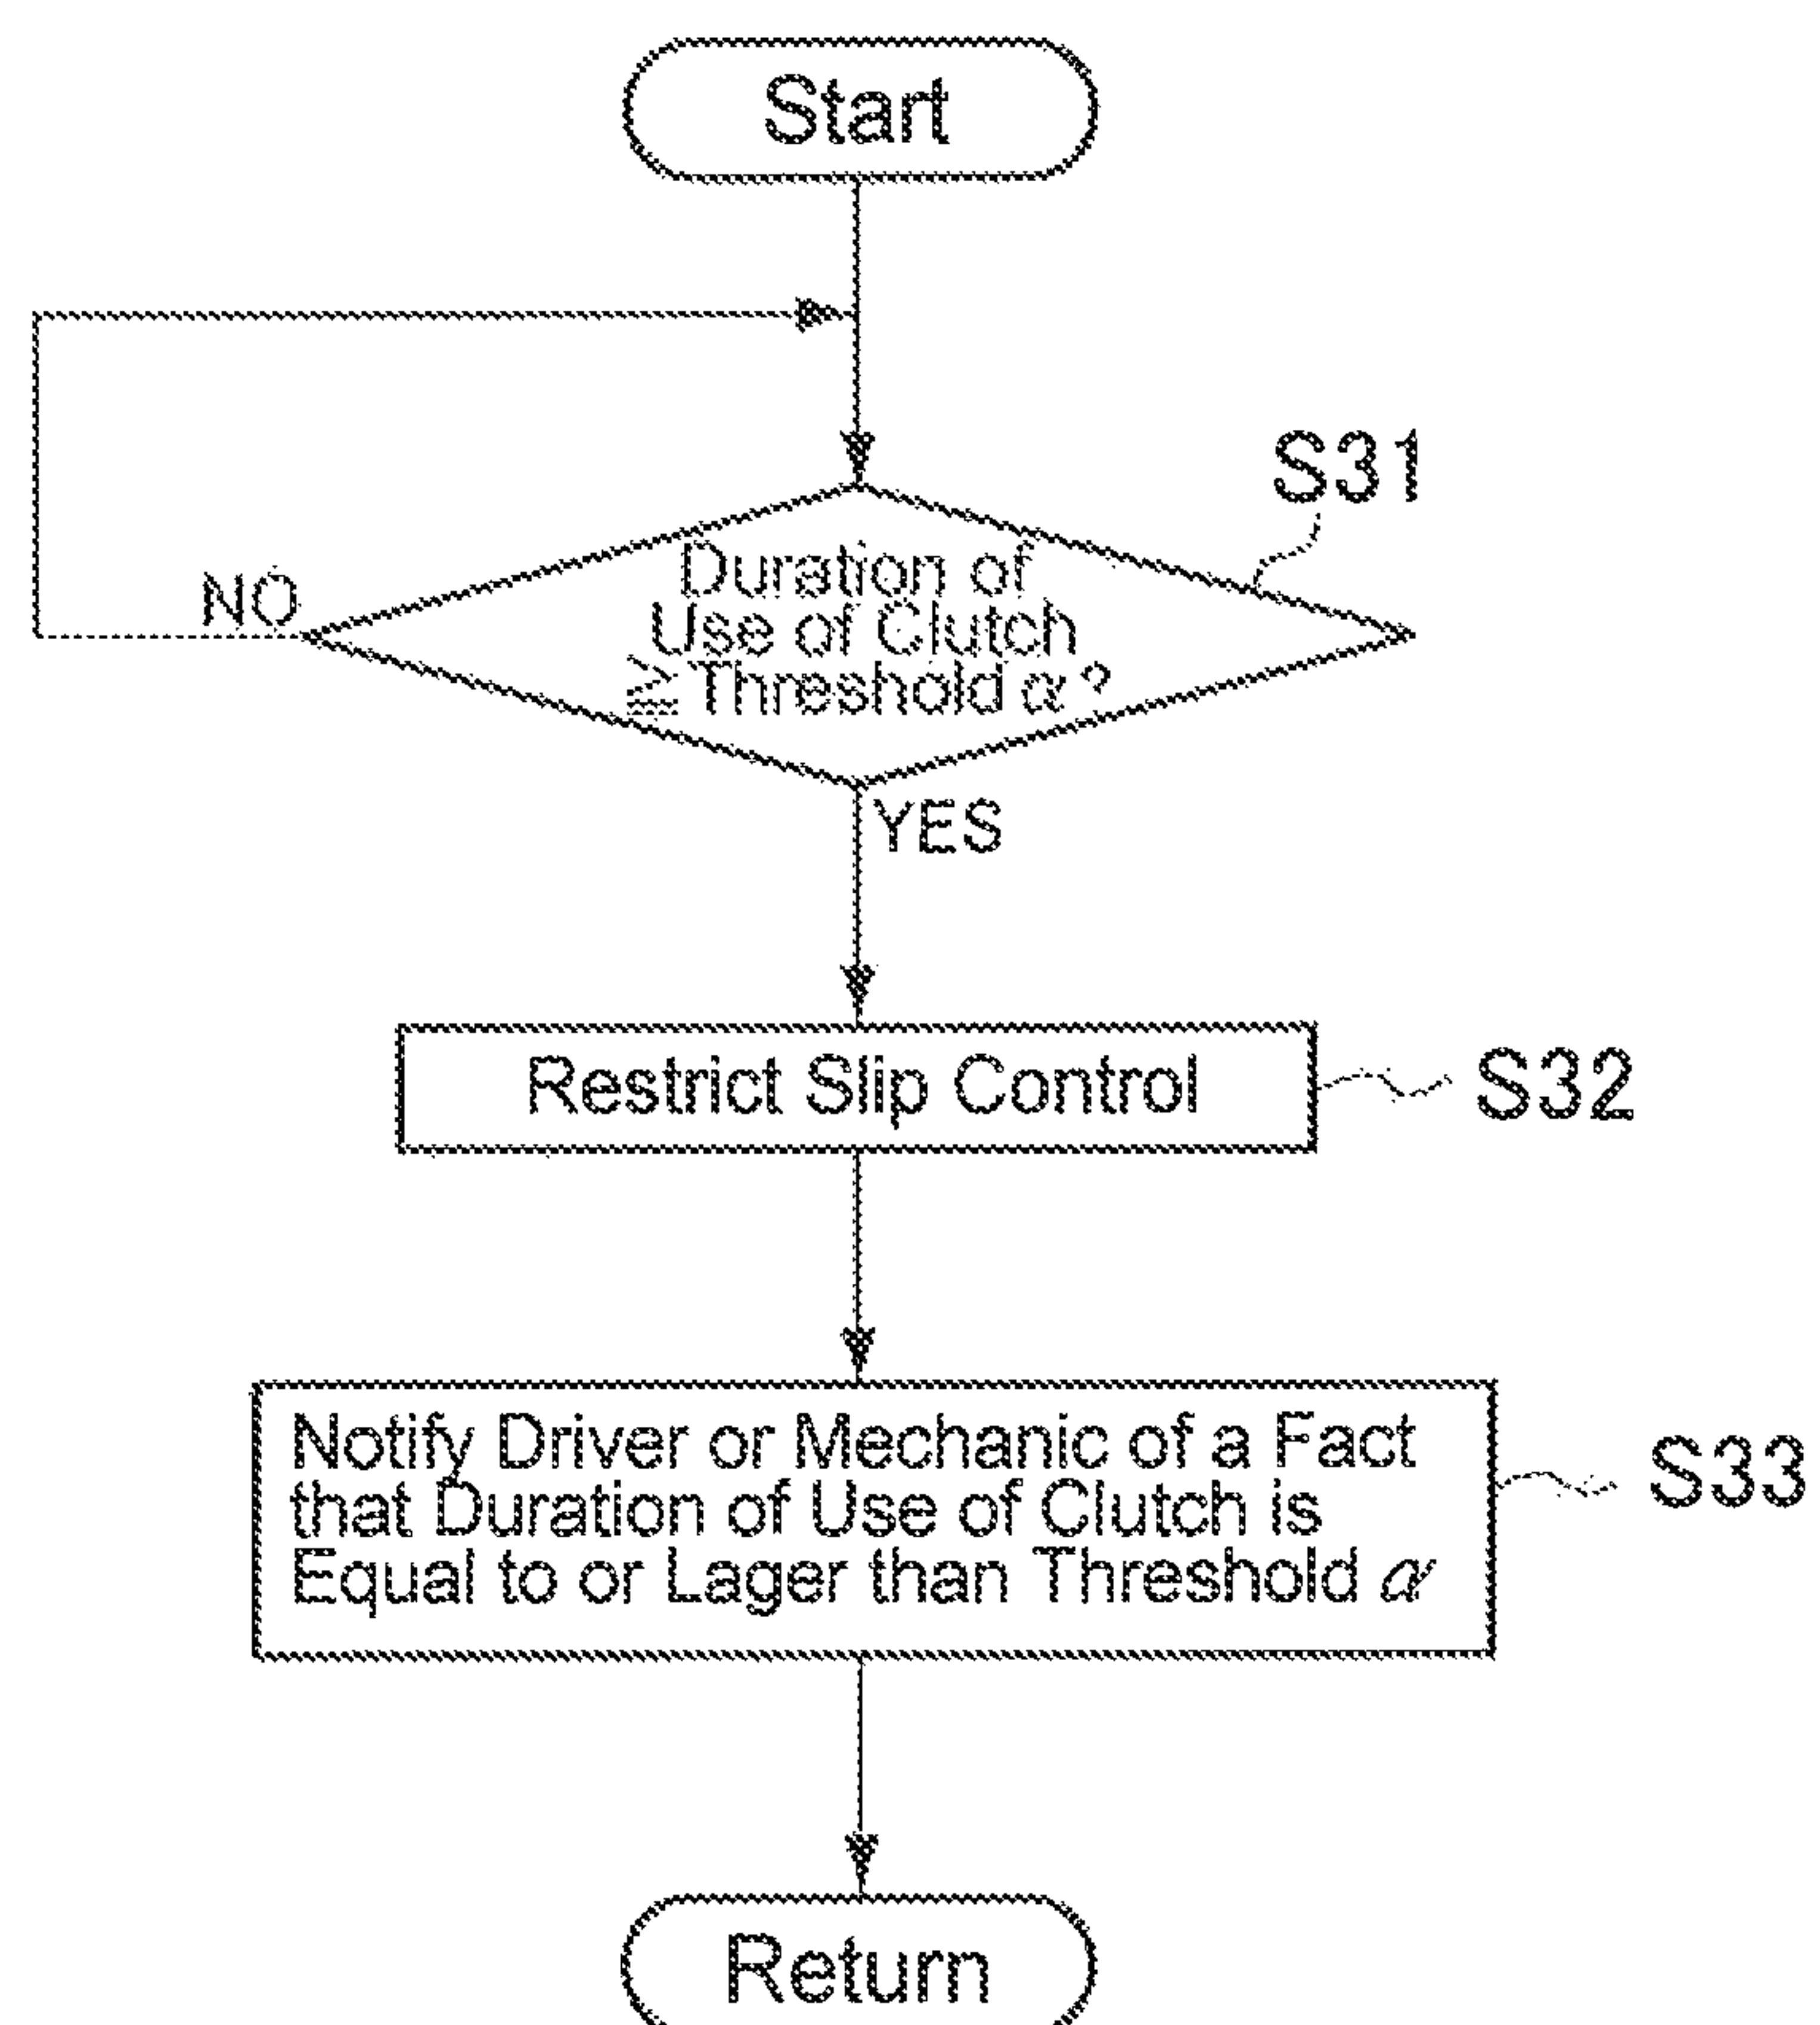 Start
S31
NO
Duration of
Use of Clutch
≧Threshold α ?
YES
Restrict Slip Control
S32
Notify Driver or Mechanic of a Fact
that Duration of Use of Clutch is
Equal to or Lager than Threshold α
S33
Return